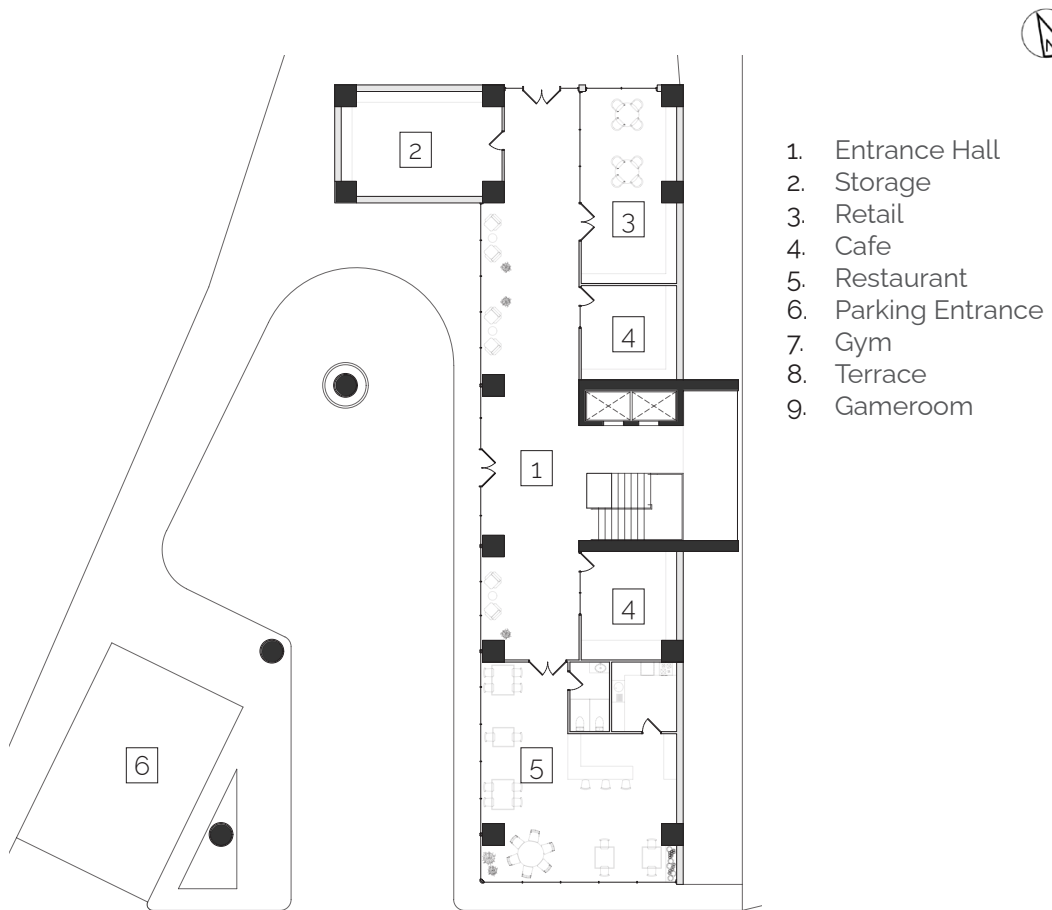 N
2
3
4
1
4
5
6
1. Entrance Hall
2. Storage
3. Retail
4. Cafe
5. Restaurant
6. Parking Entrance
7. Gym
8. Terrace
9. Gameroom